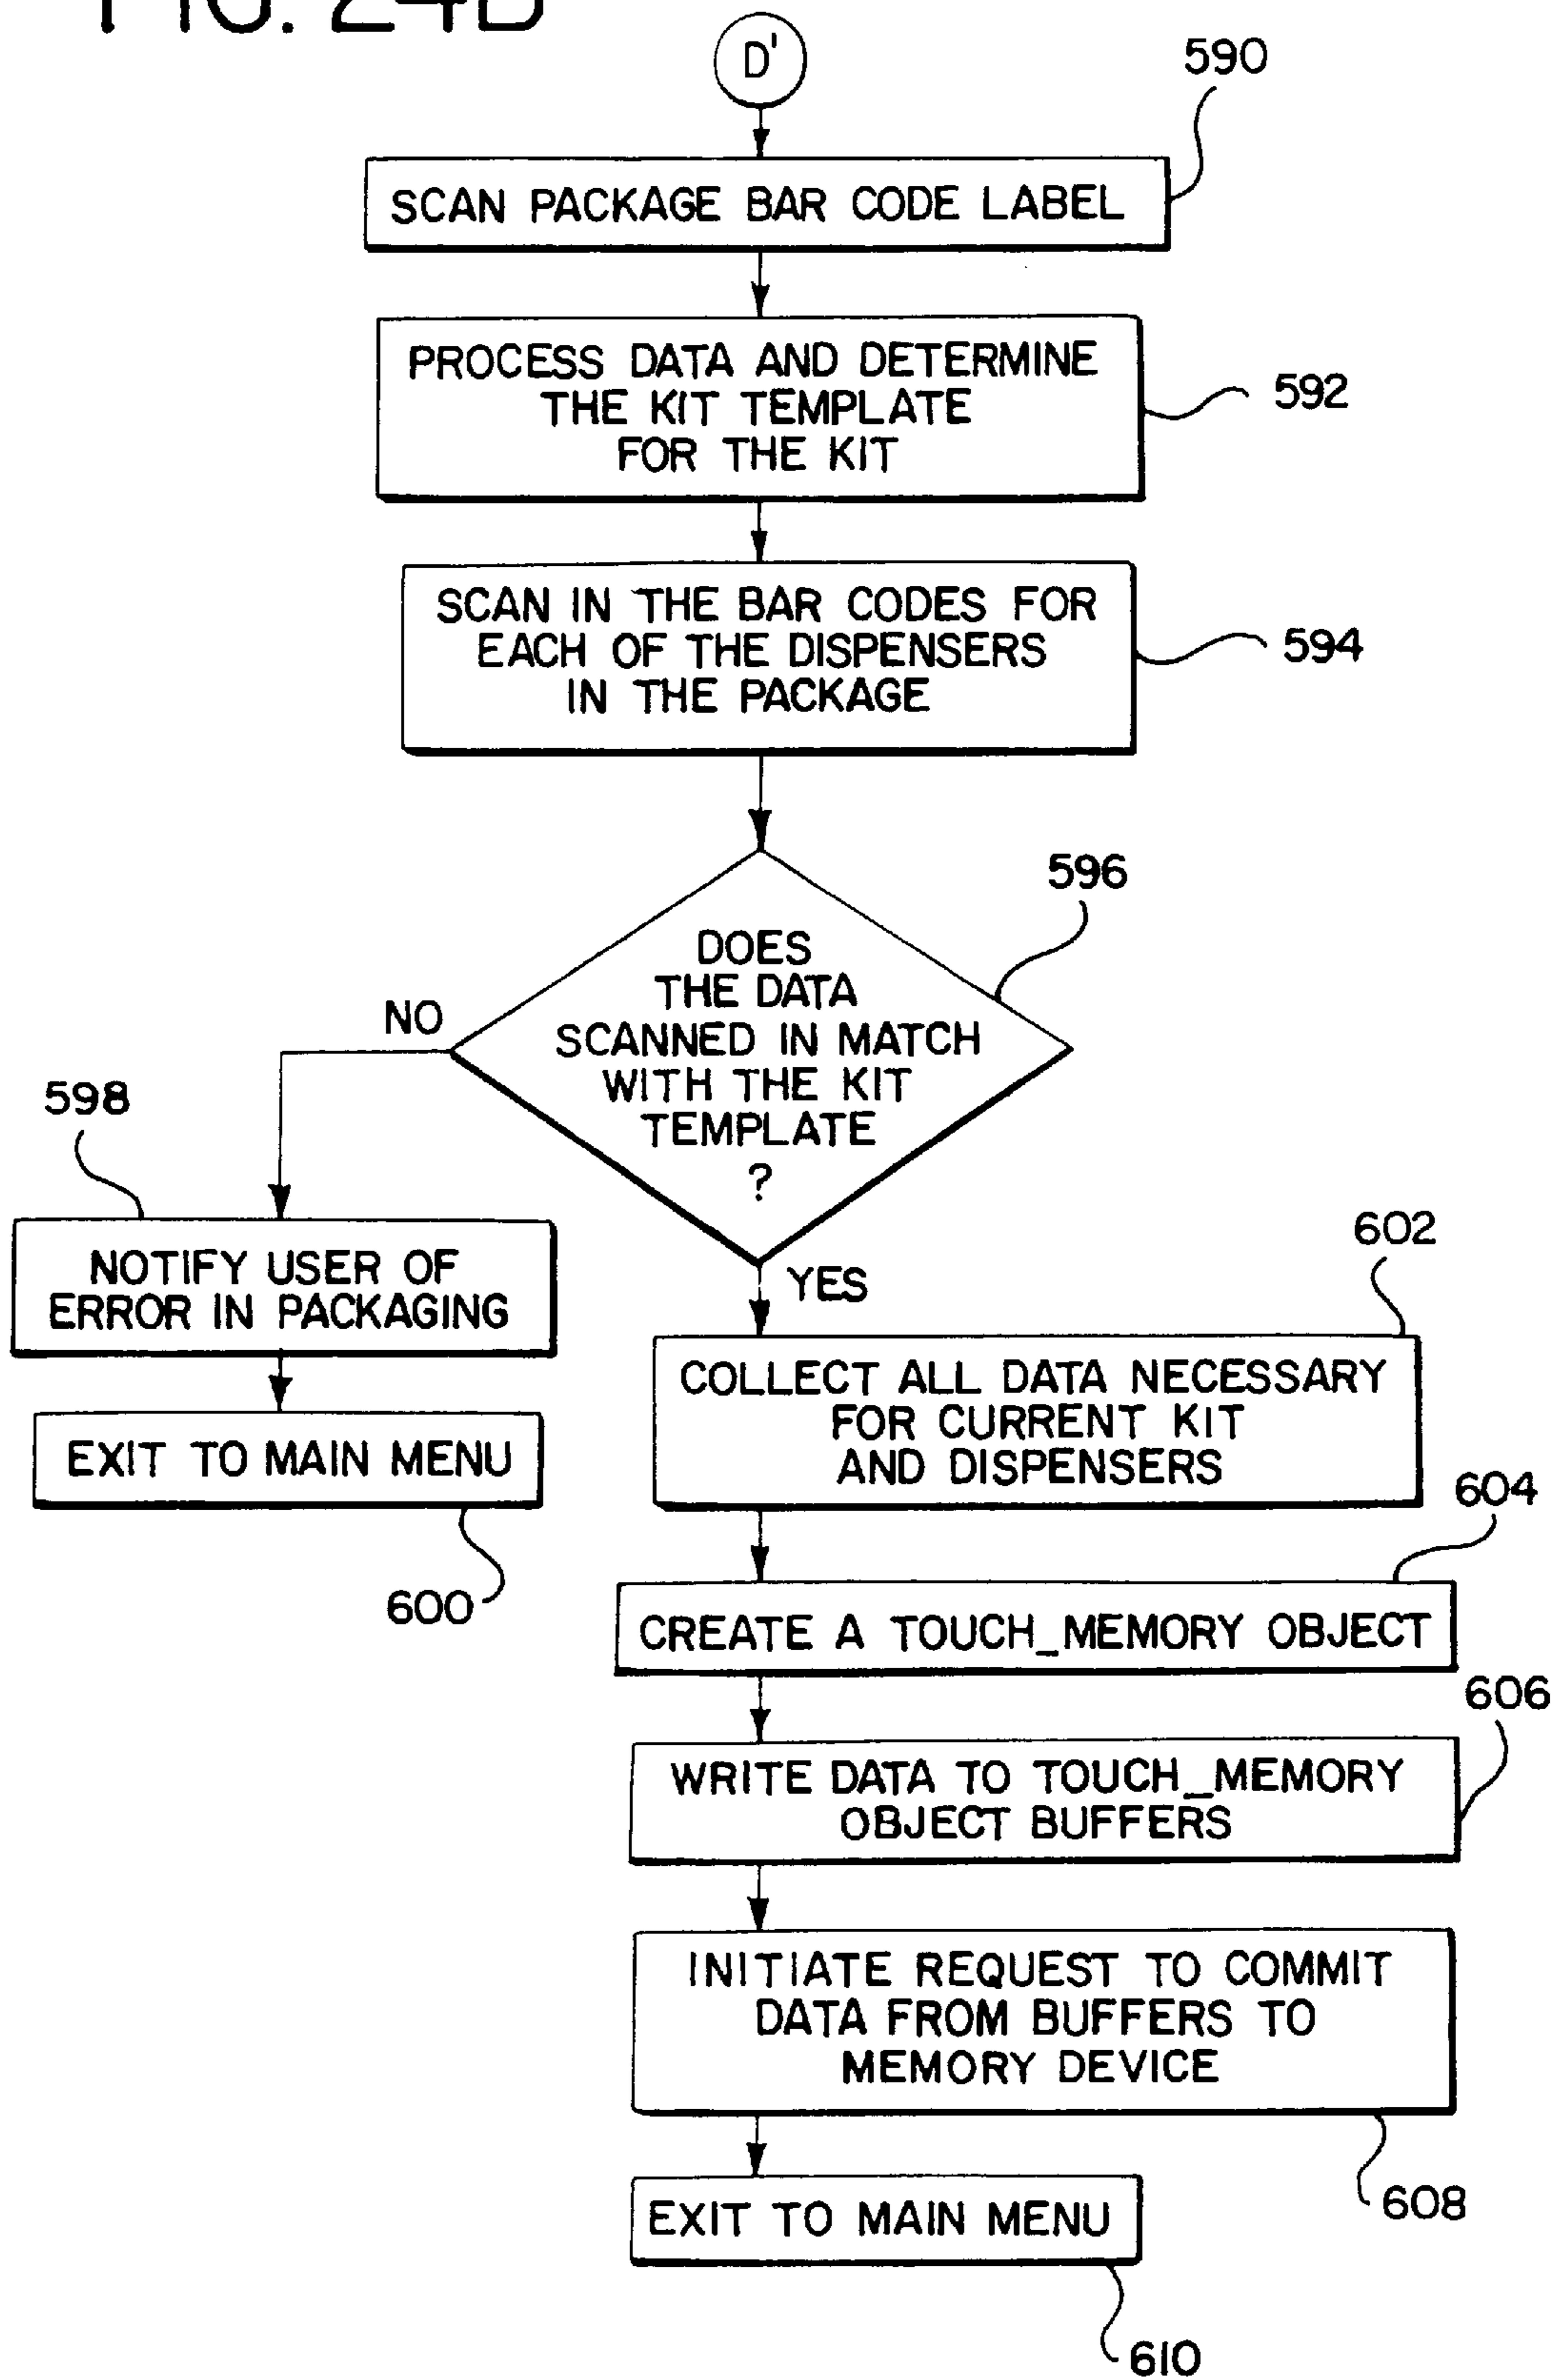 FIG. 24B
D'
590
SCAN PACKAGE BAR CODE LABEL
PROCESS DATA AND DETERMINE
THE KIT TEMPLATE
FOR THE KIT
592
SCAN IN THE BAR CODES FOR
EACH OF THE DISPENSERS
IN THE PACKAGE
594
596
DOES
THE DATA
SCANNED IN MATCH
WITH THE KIT
TEMPLATE
?
NO
598
NOTIFY USER OF
ERROR IN PACKAGING
EXIT TO MAIN MENU
600
YES
602
COLLECT ALL DATA NECESSARY
FOR CURRENT KIT
AND DISPENSERS
604
CREATE A TOUCH_MEMORY OBJECT
606
WRITE DATA TO TOUCH_MEMORY
OBJECT BUFFERS
INITIATE REQUEST TO COMMIT
DATA FROM BUFFERS TO
MEMORY DEVICE
608
EXIT TO MAIN MENU
610